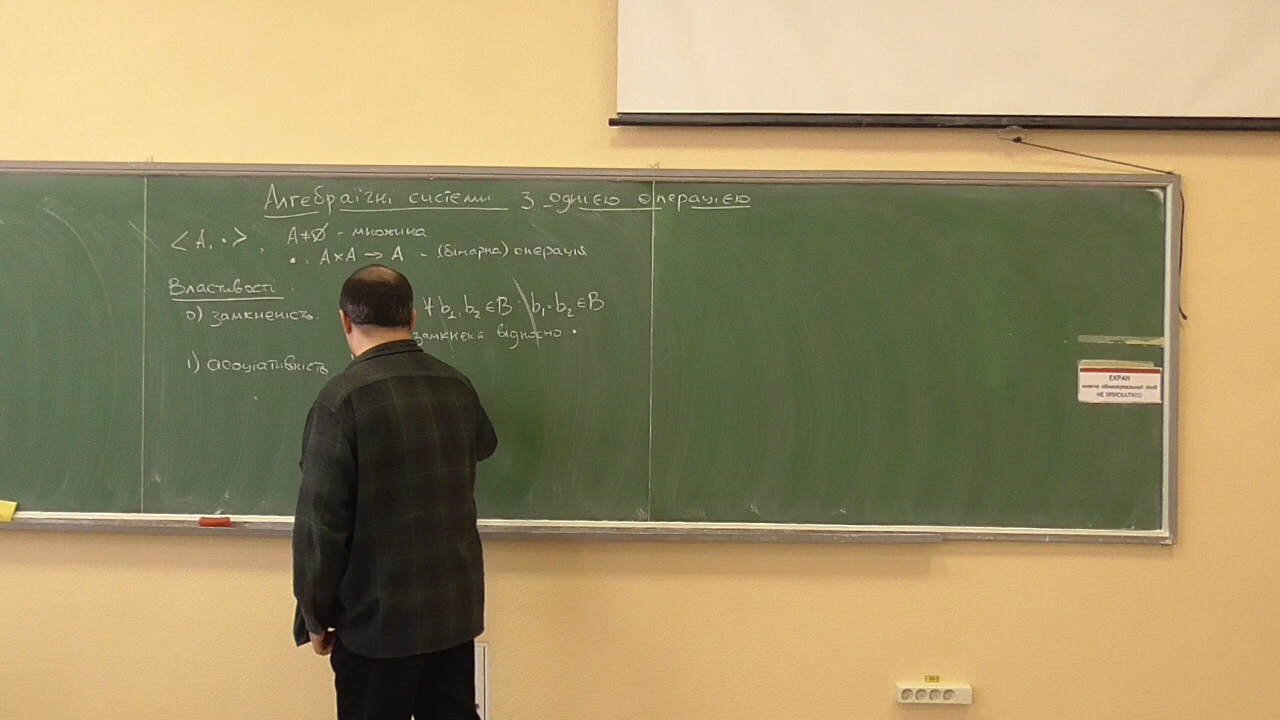 Алгебраїчні системи з однією операцією
<A, •>, A≠∅ - множина
•: A×A → A - (бінарна) операція
Властивості
0) замкненість. ∀ b₁, b₂ ∈ B: b₁•b₂ ∈ B
замкнена відносно •
1) асоціативність
ЕКРАН
НЕ ОПУСКАТИ!!!